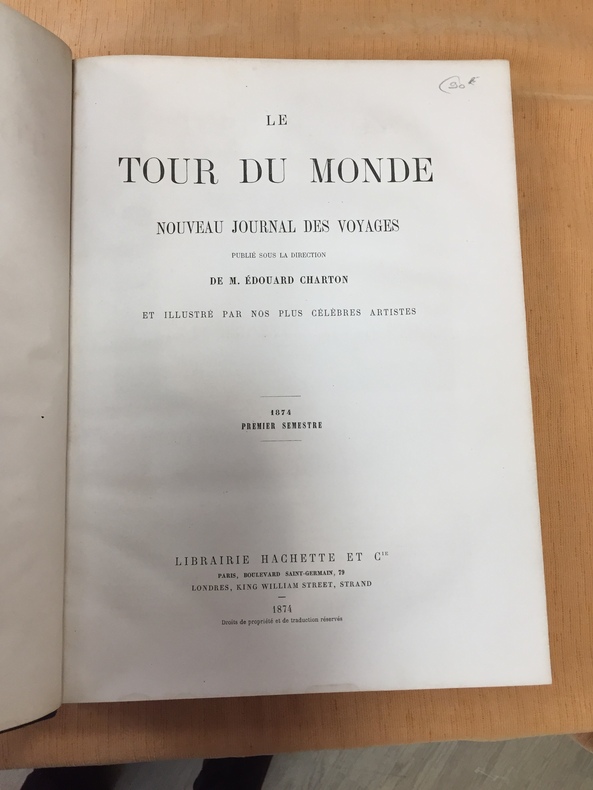 20€
LE
TOUR DU MONDE
NOUVEAU JOURNAL DES VOYAGES
PUBLIÉ SOUS LA DIRECTION
DE M. ÉDOUARD CHARTON
ET ILLUSTRÉ PAR NOS PLUS CÉLÈBRES ARTISTES
1874
PREMIER SEMESTRE
LIBRAIRIE HACHETTE ET CIE
PARIS, BOULEVARD SAINT-GERMAIN, 79
LONDRES, KING WILLIAM STREET, STRAND
1874
Droits de propriété et de traduction réservés